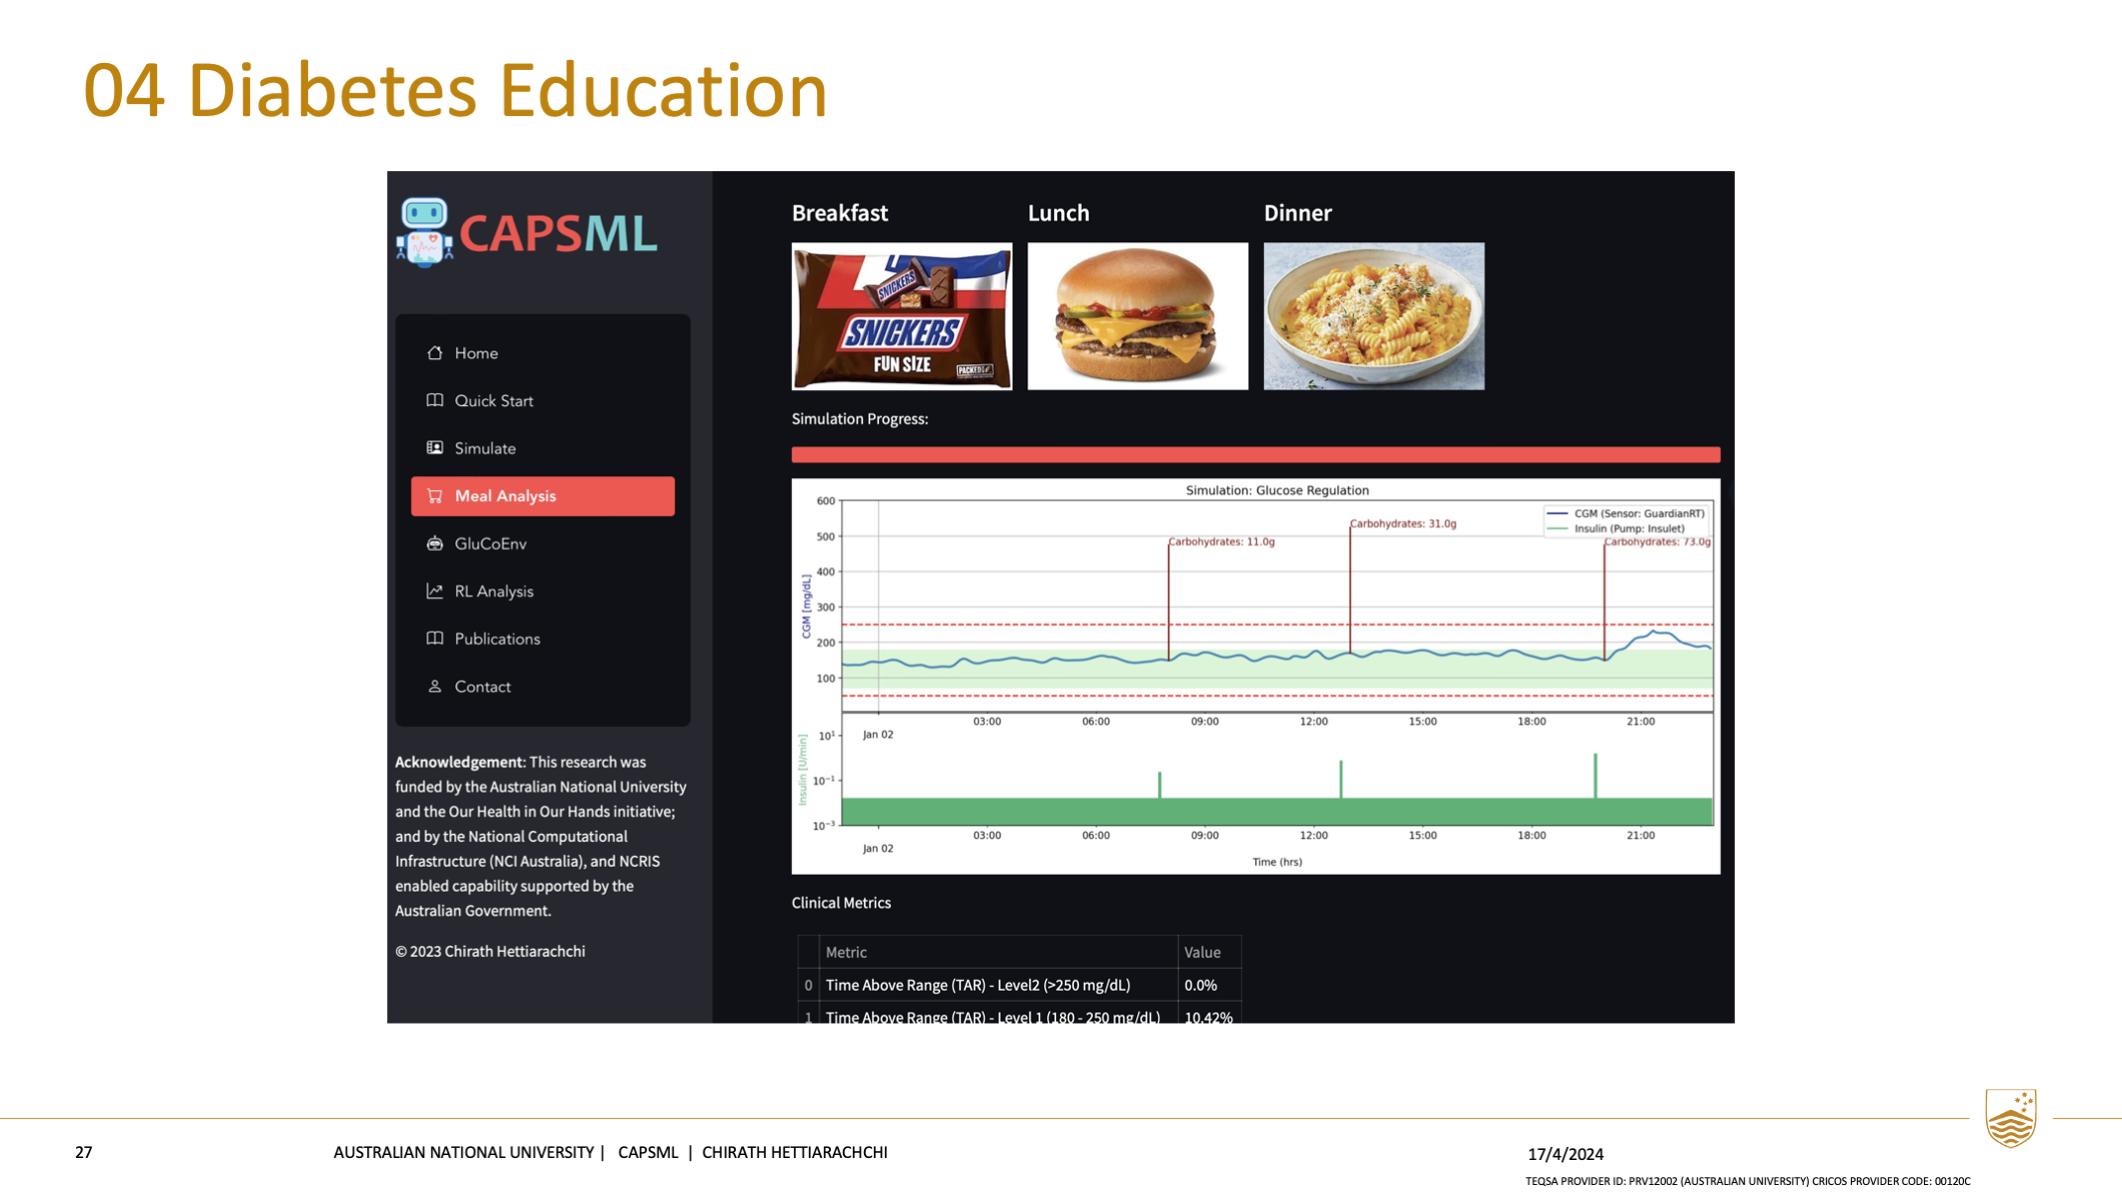 04 Diabetes Education
CAPSML
Home
Quick Start
Simulate
Meal Analysis
GluCoEnv
RL Analysis
Publications
Contact
Acknowledgement: This research was
funded by the Australian National University
and the Our Health in Our Hands initiative;
and by the National Computational
Infrastructure (NCI Australia), and NCRIS
enabled capability supported by the
Australian Government.
© 2023 Chirath Hettiarachchi
Breakfast
Lunch
Dinner
SNICKERS
SNICKERS
FUN SIZE
Simulation Progress:
Simulation: Glucose Regulation
CGM (Sensor: GuardianRT)
Insulin (Pump: Insulet)
Carbohydrates: 11.0g
Carbohydrates: 31.0g
Carbohydrates: 73.0g
CGM [mg/dL]
600
500
400
300
200
100
03:00 06:00 09:00 12:00 15:00 18:00 21:00
Jan 02
Insulin [U/min]
10¹
10⁻¹
10⁻³
03:00 06:00 09:00 12:00 15:00 18:00 21:00
Jan 02
Time (hrs)
Clinical Metrics
Metric Value
0 Time Above Range (TAR) - Level2 (>250 mg/dL) 0.0%
1 Time Above Range (TAR) - Level 1 (180 - 250 mg/dL) 10.42%
27
AUSTRALIAN NATIONAL UNIVERSITY | CAPSML | CHIRATH HETTIARACHCHI
17/4/2024
TEQSA PROVIDER ID: PRV12002 (AUSTRALIAN UNIVERSITY) CRICOS PROVIDER CODE: 00120C